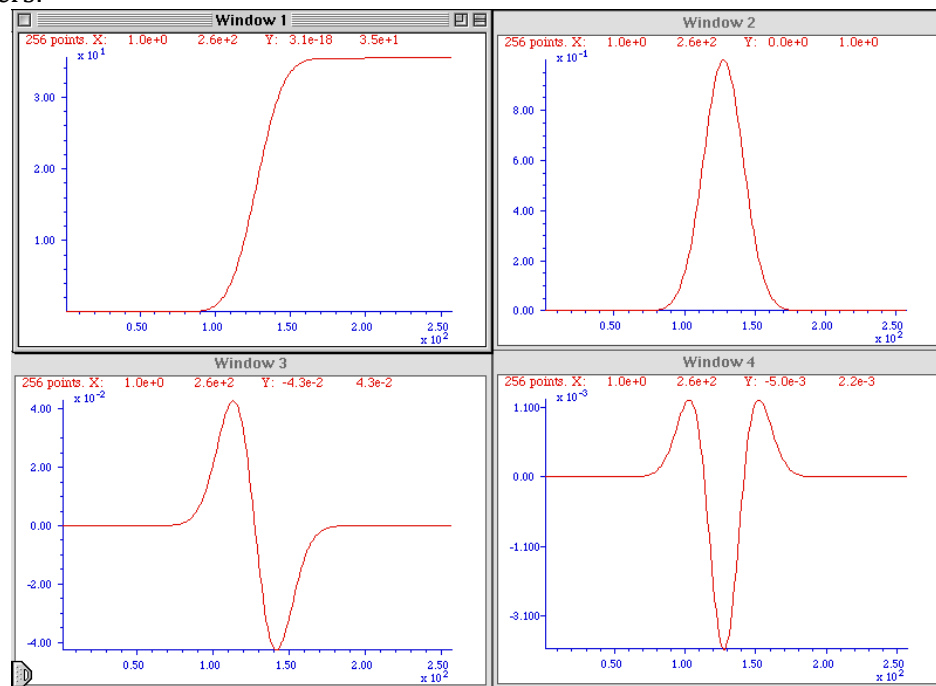 Window 1
256 points. X: 1.0e+0 2.6e+2 Y: 3.1e-18 3.5e+1
x 10^1
3.00
2.00
1.00
0.50 1.00 1.50 2.00 2.50
x 10^2
Window 2
256 points. X: 1.0e+0 2.6e+2 Y: 0.0e+0 1.0e+0
x 10^-1
8.00
6.00
4.00
2.00
0.00
0.50 1.00 1.50 2.00 2.50
x 10^2
Window 3
256 points. X: 1.0e+0 2.6e+2 Y: -4.3e-2 4.3e-2
x 10^-2
4.00
2.00
0.00
-2.00
-4.00
0.50 1.00 1.50 2.00 2.50
x 10^2
Window 4
256 points. X: 1.0e+0 2.6e+2 Y: -5.0e-3 2.2e-3
x 10^-3
1.100
0.00
-1.100
-3.100
0.50 1.00 1.50 2.00 2.50
x 10^2